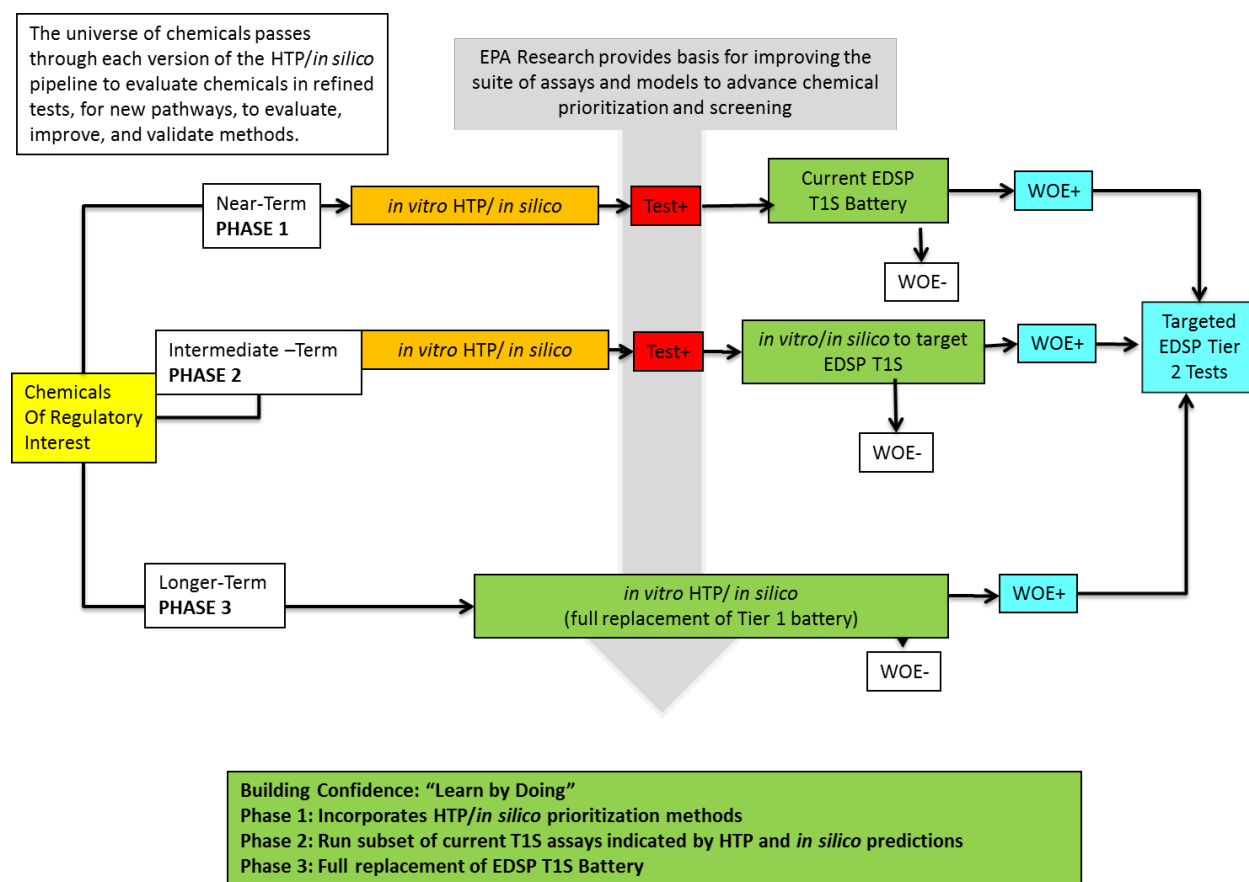 The universe of chemicals passes
through each version of the HTP/in silico
pipeline to evaluate chemicals in refined
tests, for new pathways, to evaluate,
improve, and validate methods.
EPA Research provides basis for improving the
suite of assays and models to advance chemical
prioritization and screening
Near-Term
PHASE 1
in vitro HTP/ in silico
Test+
Current EDSP
T1S Battery
WOE+
WOE-
Intermediate –Term
PHASE 2
in vitro HTP/ in silico
Test+
in vitro/in silico to target
EDSP T1S
WOE+
WOE-
Targeted
EDSP Tier
2 Tests
Chemicals
Of Regulatory
Interest
Longer-Term
PHASE 3
in vitro HTP/ in silico
(full replacement of Tier 1 battery)
WOE+
WOE-
Building Confidence: “Learn by Doing”
Phase 1: Incorporates HTP/in silico prioritization methods
Phase 2: Run subset of current T1S assays indicated by HTP and in silico predictions
Phase 3: Full replacement of EDSP T1S Battery